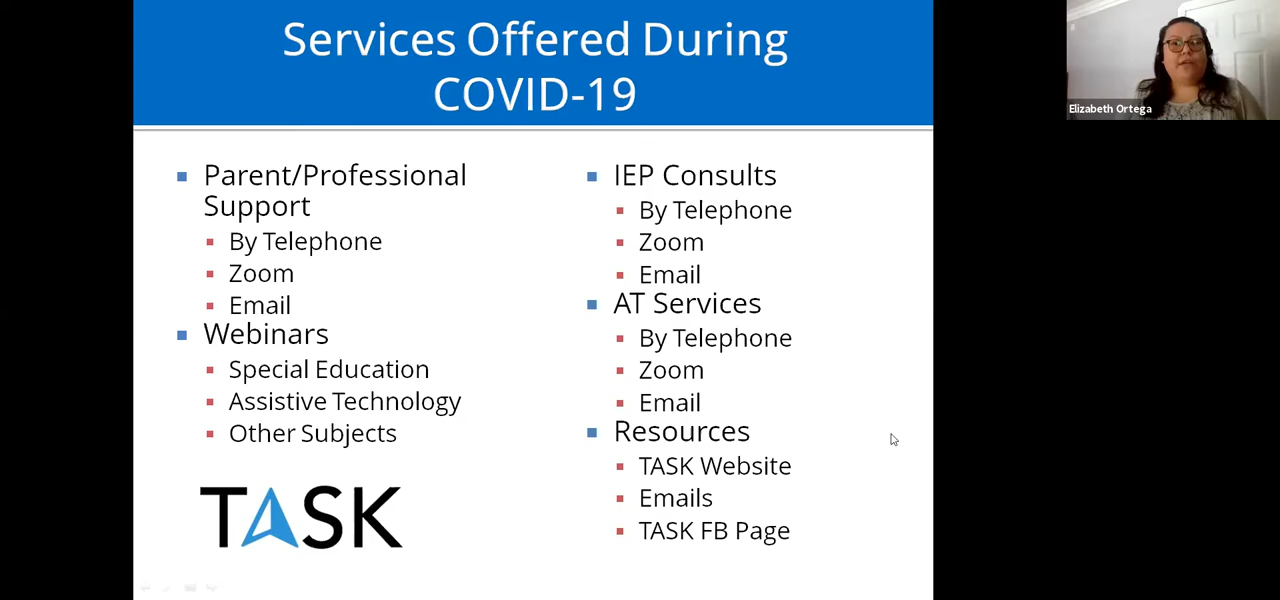 Services Offered During
COVID-19
Parent/Professional
Support
By Telephone
Zoom
Email
Webinars
Special Education
Assistive Technology
Other Subjects
TASK
IEP Consults
By Telephone
Zoom
Email
AT Services
By Telephone
Zoom
Email
Resources
TASK Website
Emails
TASK FB Page
Elizabeth Ortega